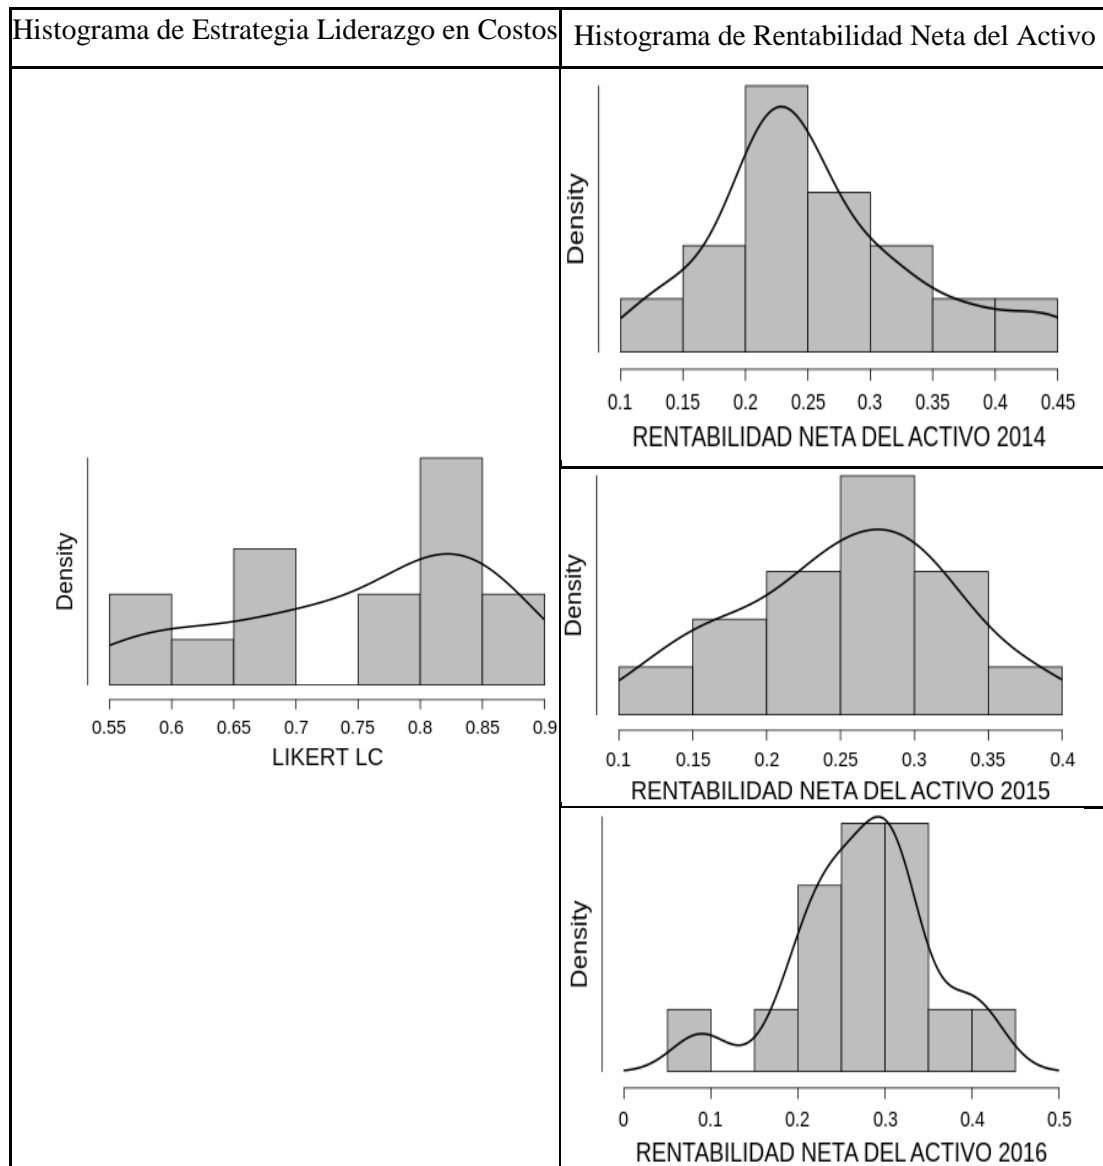 Histograma de Estrategia Liderazgo en Costos
Histograma de Rentabilidad Neta del Activo
Density
0.55 0.6 0.65 0.7 0.75 0.8 0.85 0.9
LIKERT LC
Density
0.1 0.15 0.2 0.25 0.3 0.35 0.4 0.45
RENTABILIDAD NETA DEL ACTIVO 2014
Density
0.1 0.15 0.2 0.25 0.3 0.35 0.4
RENTABILIDAD NETA DEL ACTIVO 2015
Density
0 0.1 0.2 0.3 0.4 0.5
RENTABILIDAD NETA DEL ACTIVO 2016